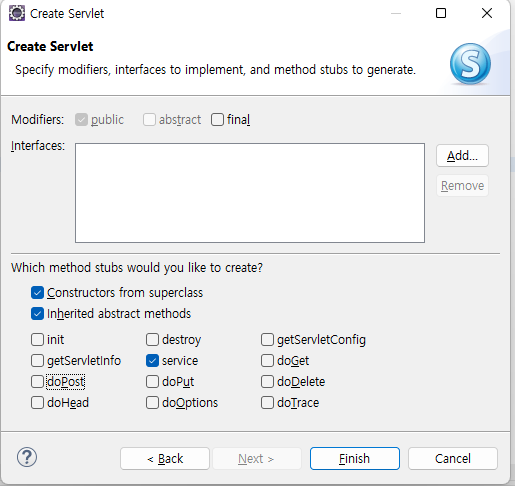 Create Servlet
Create Servlet
Specify modifiers, interfaces to implement, and method stubs to generate.
S
Modifiers: public abstract final
Interfaces:
Add...
Remove
Which method stubs would you like to create?
Constructors from superclass
Inherited abstract methods
init destroy getServletConfig
getServletInfo service doGet
doPost doPut doDelete
doHead doOptions doTrace
? < Back Next > Finish Cancel